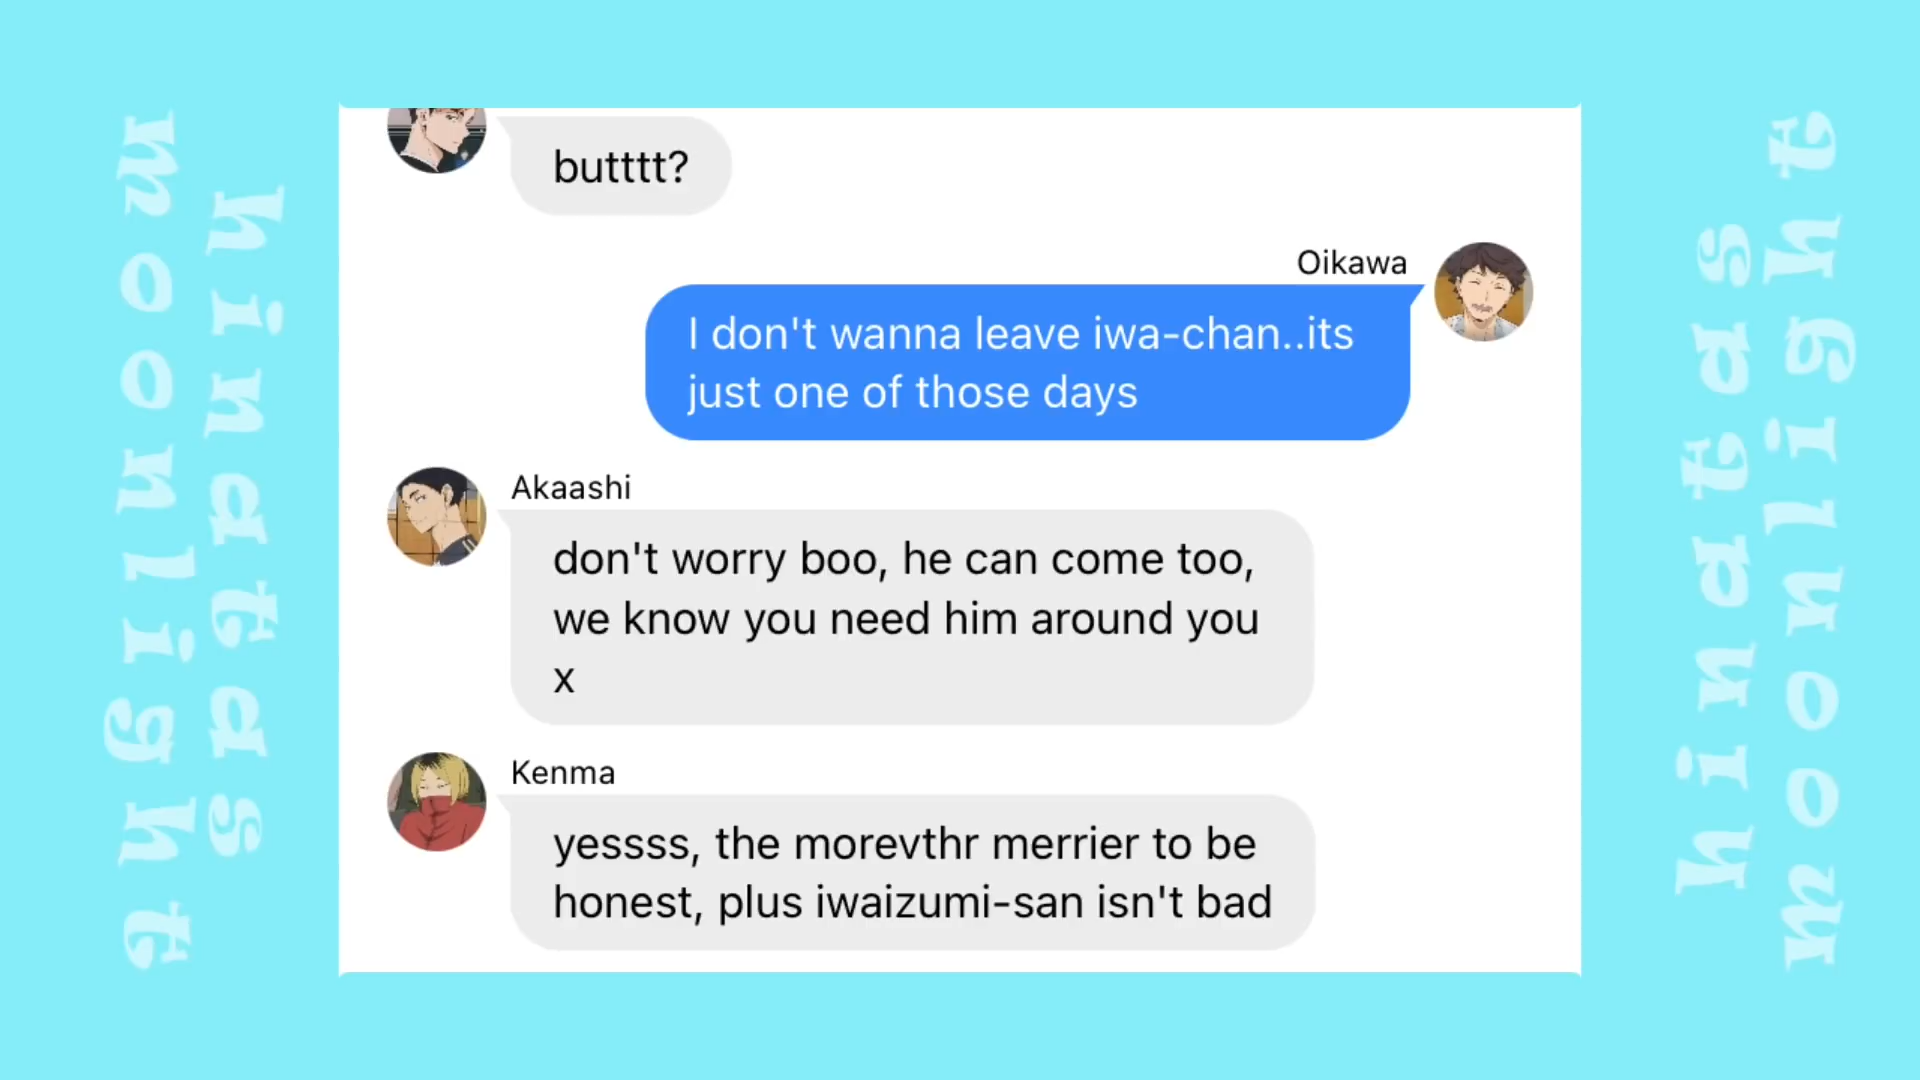 hinatas
moonlight
butttt?
Oikawa
I don't wanna leave iwa-chan..its
just one of those days
Akaashi
don't worry boo, he can come too,
we know you need him around you
x
Kenma
yessss, the morevthr merrier to be
honest, plus iwaizumi-san isn't bad
hinatas
moonlight